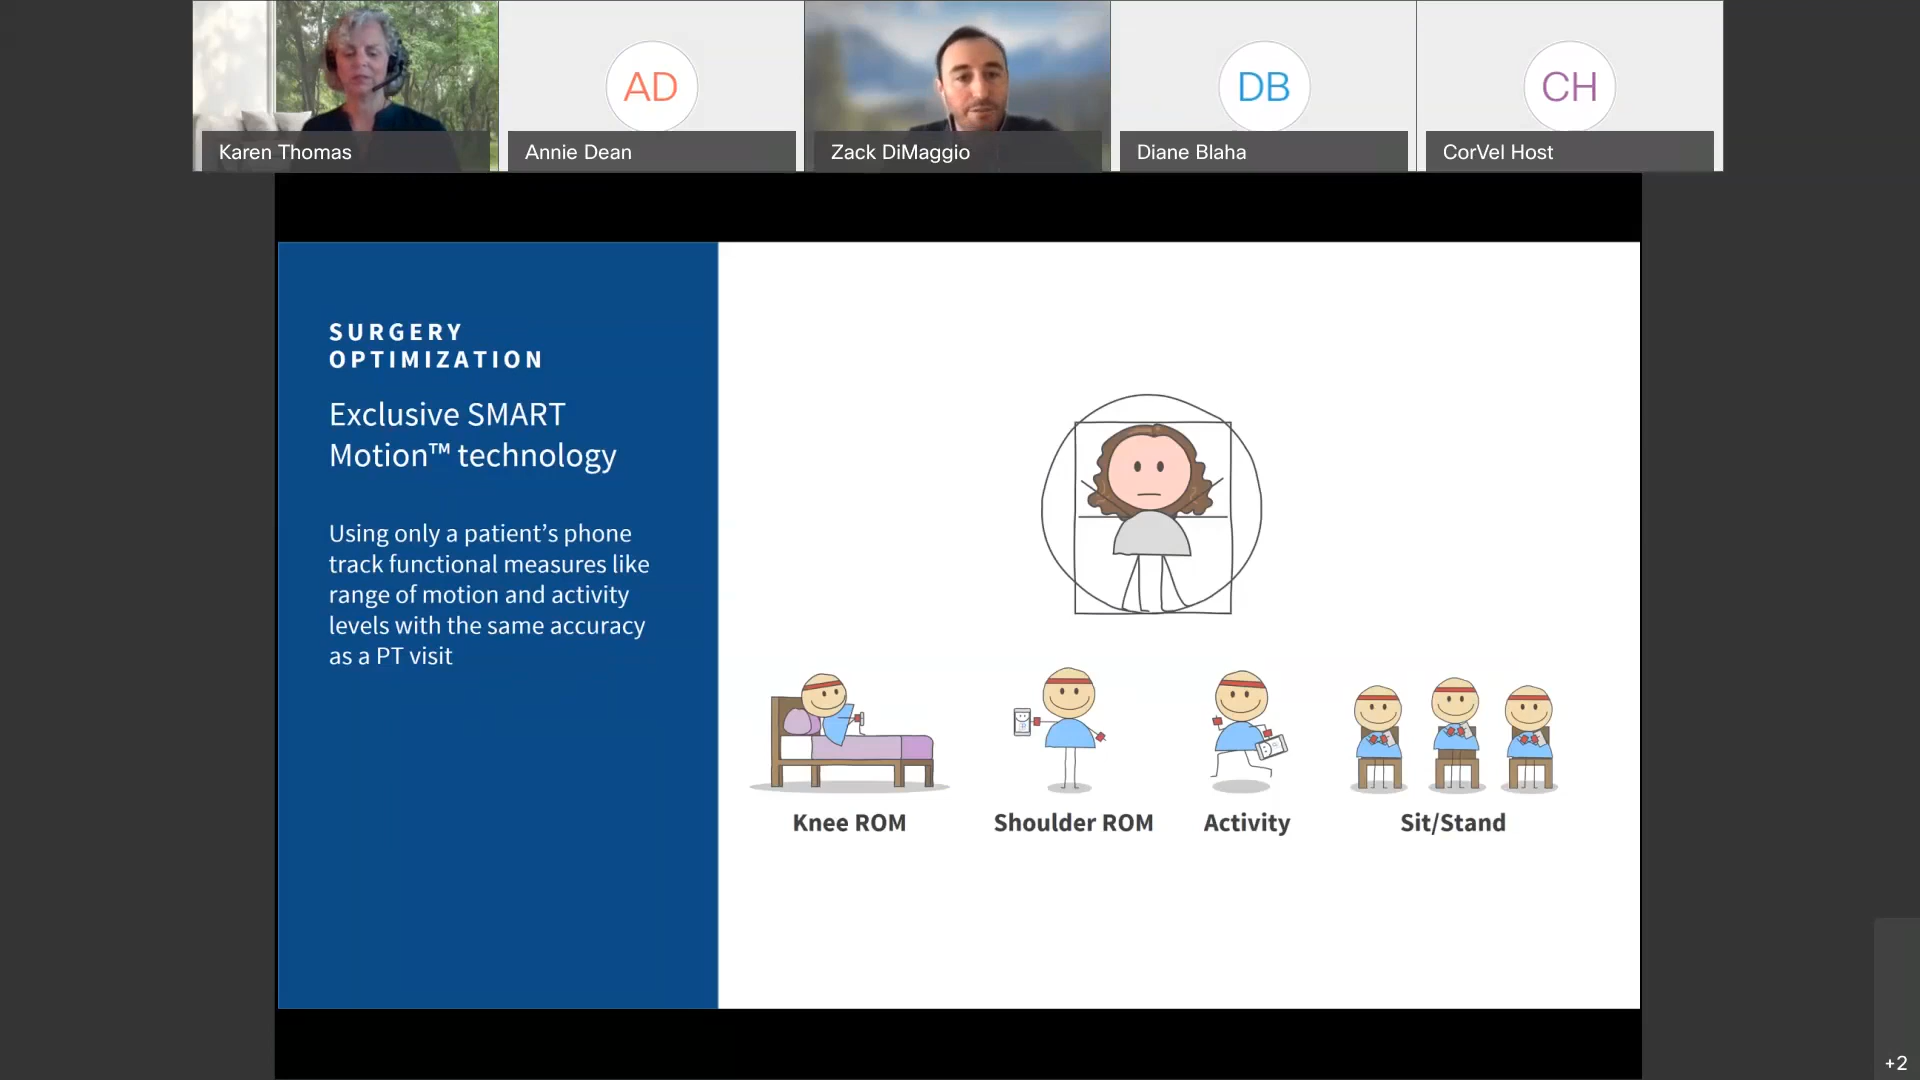 AD
DB
CH
Karen Thomas
Annie Dean
Zack DiMaggio
Diane Blaha
CorVel Host
SURGERY
OPTIMIZATION
Exclusive SMART
Motion™ technology
Using only a patient’s phone
track functional measures like
range of motion and activity
levels with the same accuracy
as a PT visit
Knee ROM
Shoulder ROM
Activity
Sit/Stand
+2